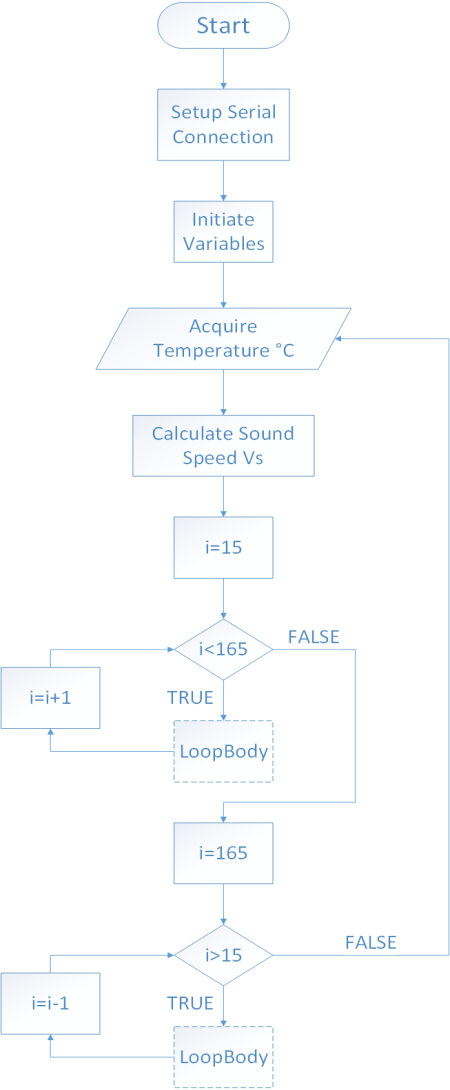 Start
Setup Serial
Connection
Initiate
Variables
Acquire
Temperature °C
Calculate Sound
Speed Vs
i=15
i<165
FALSE
i=i+1
TRUE
LoopBody
i=165
i>15
FALSE
i=i-1
TRUE
LoopBody